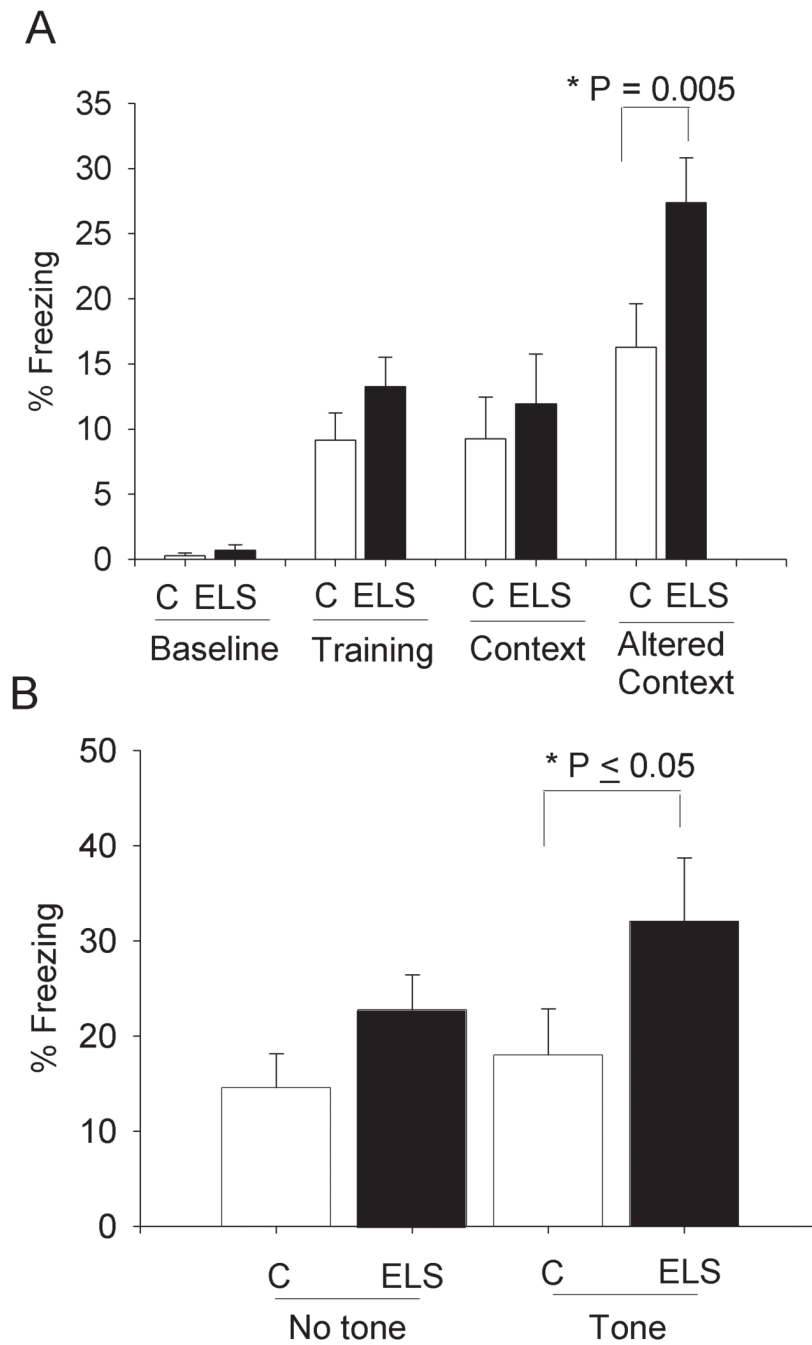 A
* P = 0.005
35
30
25
20
15
10
5
0
% Freezing
C ELS C ELS C ELS C ELS
Baseline Training Context Altered
Context
B
* P ≤ 0.05
50
40
30
20
10
0
% Freezing
C ELS C ELS
No tone Tone